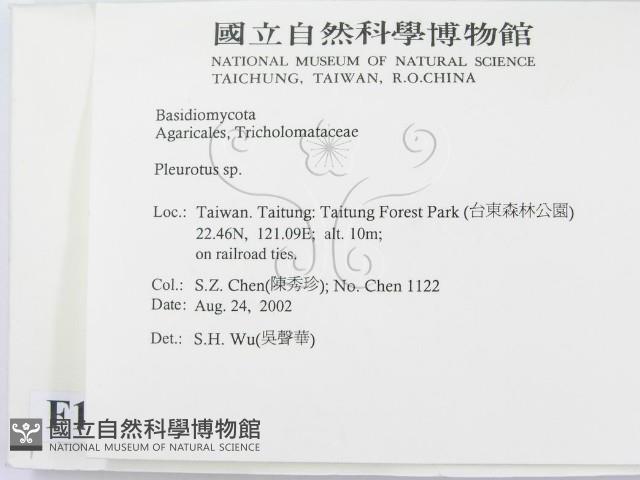 國立自然科學博物館
NATIONAL MUSEUM OF NATURAL SCIENCE
TAICHUNG, TAIWAN, R.O.CHINA
Basidiomycota
Agaricales, Tricholomataceae
Pleurotus sp.
Loc.: Taiwan. Taitung: Taitung Forest Park (台東森林公園)
22.46N, 121.09E; alt. 10m;
on railroad ties.
Col.: S.Z. Chen(陳秀珍); No. Chen 1122
Date: Aug. 24, 2002
Det.: S.H. Wu(吳聲華)
F1
國立自然科學博物館
NATIONAL MUSEUM OF NATURAL SCIENCE